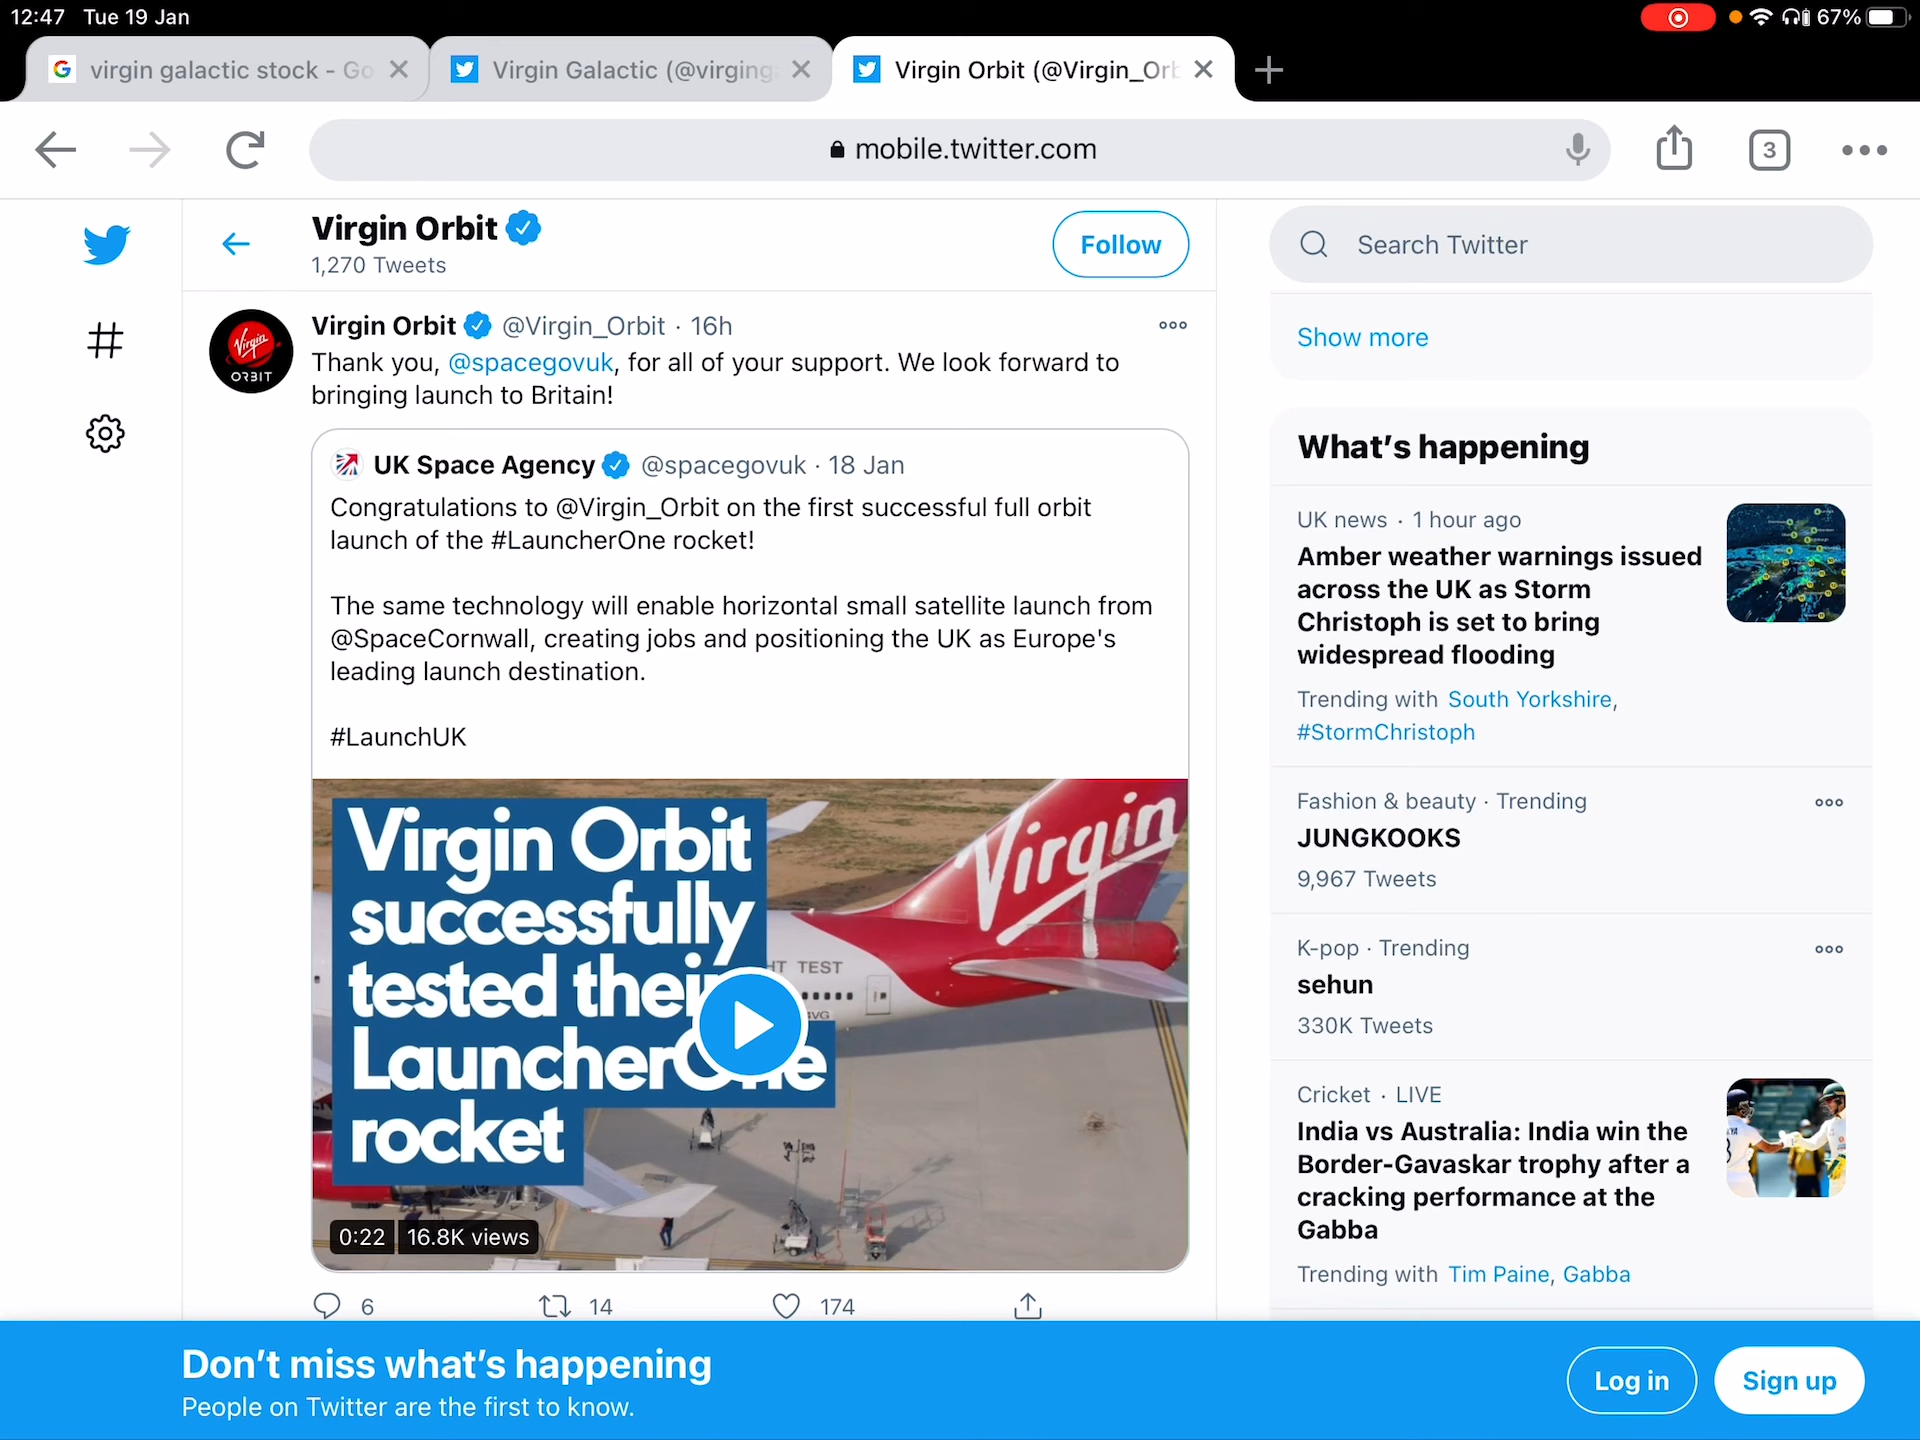 12:47 Tue 19 Jan
67%
virgin galactic stock - Go
Virgin Galactic (@virginga
Virgin Orbit (@Virgin_Orb
mobile.twitter.com
3
Virgin Orbit
1,270 Tweets
Follow
Virgin Orbit @Virgin_Orbit · 16h
Thank you, @spacegovuk, for all of your support. We look forward to
bringing launch to Britain!
Virgin
ORBIT
UK Space Agency @spacegovuk · 18 Jan
Congratulations to @Virgin_Orbit on the first successful full orbit
launch of the #LauncherOne rocket!
The same technology will enable horizontal small satellite launch from
@SpaceCornwall, creating jobs and positioning the UK as Europe's
leading launch destination.
#LaunchUK
Virgin Orbit
successfully
tested their
LauncherOne
rocket
Virgin
HT TEST
0:22 16.8K views
6 14 174
Search Twitter
Show more
What's happening
UK news · 1 hour ago
Amber weather warnings issued
across the UK as Storm
Christoph is set to bring
widespread flooding
Trending with South Yorkshire,
#StormChristoph
Fashion & beauty · Trending
JUNGKOOKS
9,967 Tweets
K-pop · Trending
sehun
330K Tweets
Cricket · LIVE
India vs Australia: India win the
Border-Gavaskar trophy after a
cracking performance at the
Gabba
Trending with Tim Paine, Gabba
Don't miss what's happening
People on Twitter are the first to know.
Log in
Sign up